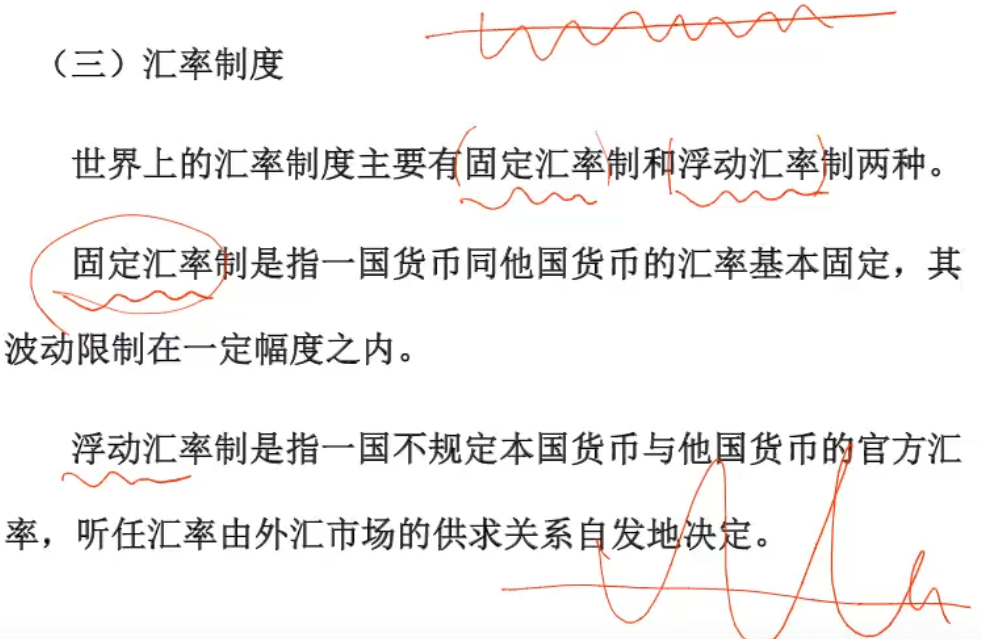 （三）汇率制度
世界上的汇率制度主要有固定汇率制和浮动汇率制两种。
固定汇率制是指一国货币同他国货币的汇率基本固定，其
波动限制在一定幅度之内。
浮动汇率制是指一国不规定本国货币与他国货币的官方汇
率，听任汇率由外汇市场的供求关系自发地决定。